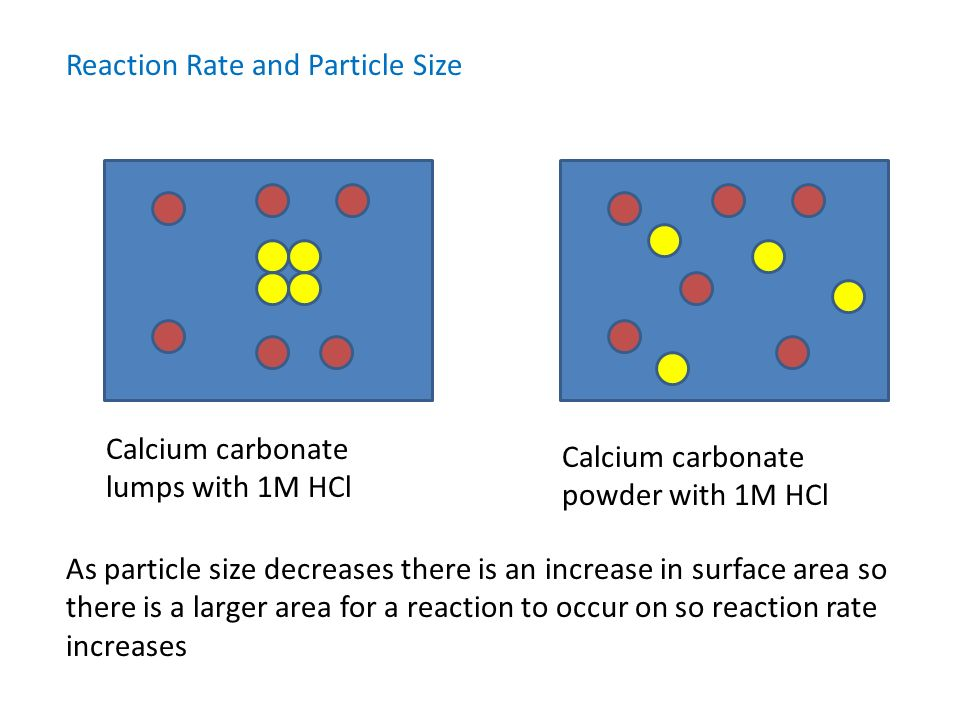 Reaction Rate and Particle Size
Calcium carbonate
lumps with 1M HCl
Calcium carbonate
powder with 1M HCl
As particle size decreases there is an increase in surface area so
there is a larger area for a reaction to occur on so reaction rate
increases